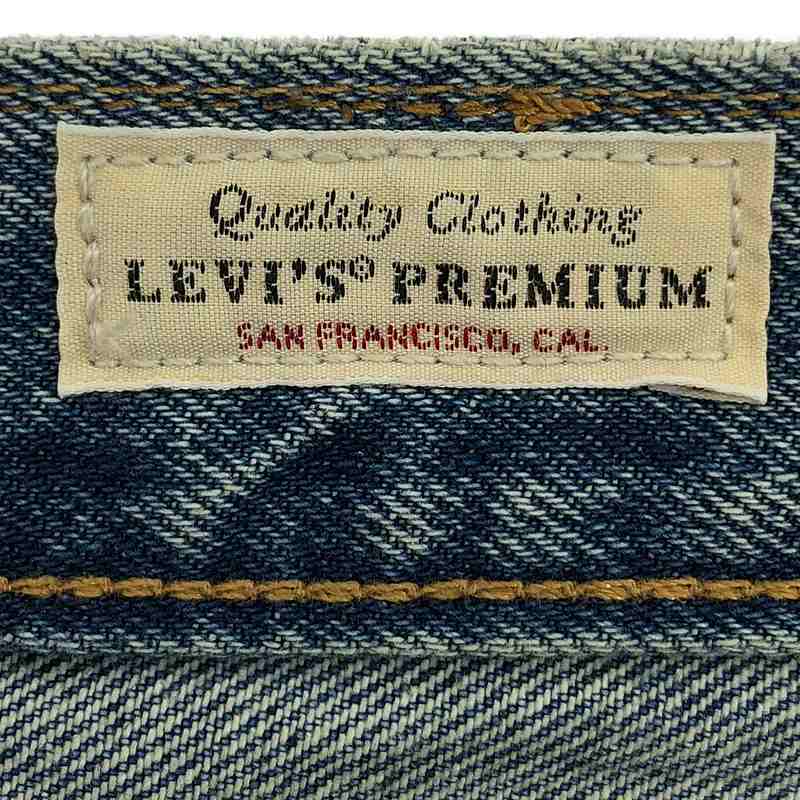 Quality Clothing
LEVI'S® PREMIUM
SAN FRANCISCO, CAL.